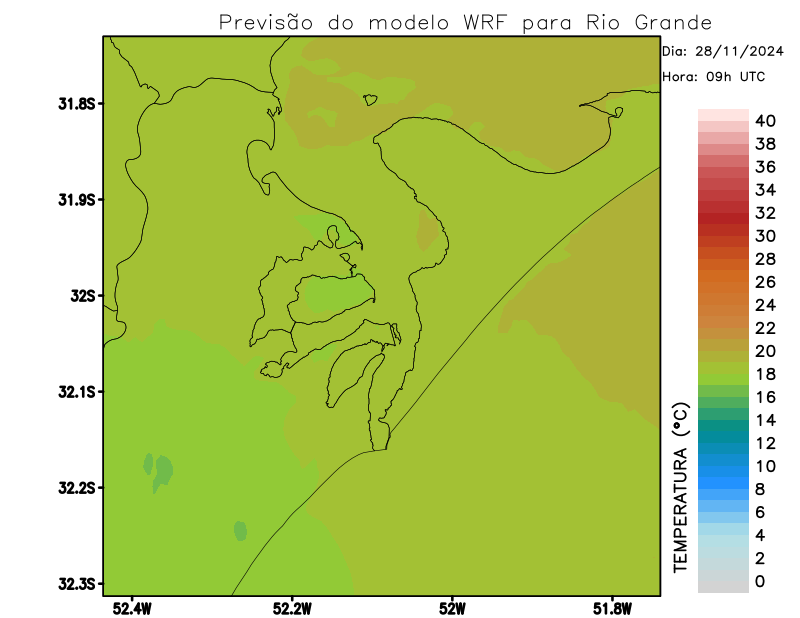 Previsão do modelo WRF para Rio Grande
Dia: 28/11/2024
Hora: 09h UTC
31.8S
31.9S
32S
32.1S
32.2S
32.3S
52.4W
52.2W
52W
51.8W
TEMPERATURA (°C)
40
38
36
34
32
30
28
26
24
22
20
18
16
14
12
10
8
6
4
2
0